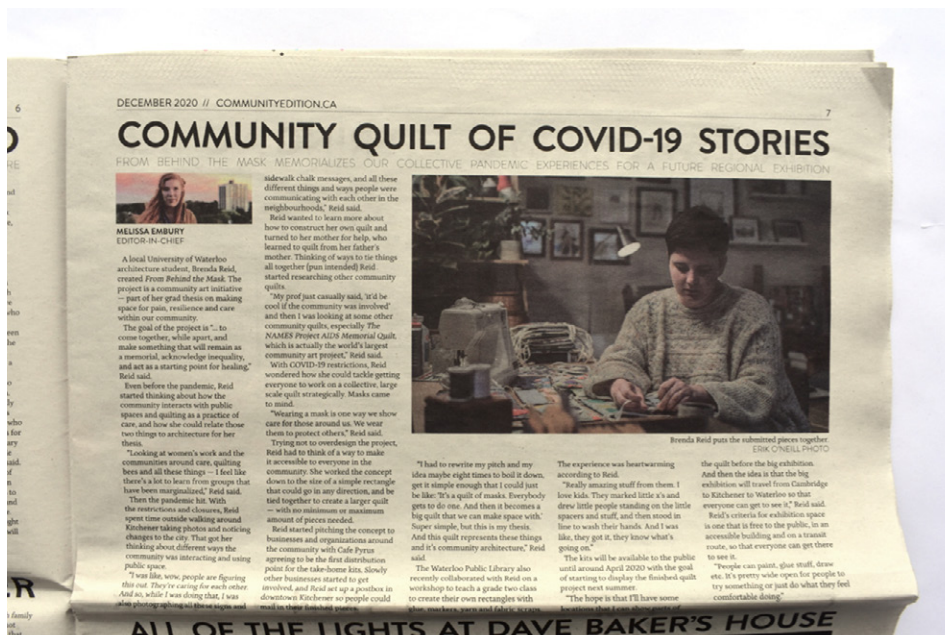 6
DECEMBER 2020 // COMMUNITYEDITION.CA
7
COMMUNITY QUILT OF COVID-19 STORIES
FROM BEHIND THE MASK MEMORIALIZES OUR COLLECTIVE PANDEMIC EXPERIENCES FOR A FUTURE REGIONAL EXHIBITION
MELISSA EMBURY
EDITOR-IN-CHIEF
A local University of Waterloo
architecture student, Brenda Reid,
created From Behind the Mask. The
project is a community art initiative
— part of her grad thesis on making
space for pain, resilience and care
within our community.
The goal of the project is "... to
come together, while apart, and
make something that will remain as
a memorial, acknowledge inequality,
and act as a starting point for healing,"
Reid said.
Even before the pandemic, Reid
started thinking about how the
community interacts with public
spaces and quilting as a practice of
care, and how she could relate those
two things to architecture for her
thesis.
"Looking at women's work and the
communities around care, quilting
bees and all these things — I feel like
there's a lot to learn from groups that
have been marginalized," Reid said.
Then the pandemic hit. With
the restrictions and closures, Reid
spent time outside walking around
Kitchener taking photos and noticing
changes to the city. That got her
thinking about different ways the
community was interacting and using
public space.
"I was like, wow, people are figuring
this out. They're caring for each other.
And so, while I was doing that, I was
also photographing all these signs and
sidewalk chalk messages, and all these
different things and ways people were
communicating with each other in the
neighbourhoods," Reid said.
Reid wanted to learn more about
how to construct her own quilt and
turned to her mother for help, who
learned to quilt from her father's
mother. Thinking of ways to tie things
all together (pun intended) Reid
started researching other community
quilts.
"My prof just casually said, 'it'd be
cool if the community was involved'
and then I was looking at some other
community quilts, especially The
NAMES Project AIDS Memorial Quilt,
which is actually the world's largest
community art project," Reid said.
With COVID-19 restrictions, Reid
wondered how she could tackle getting
everyone to work on a collective, large
scale quilt strategically. Masks came
to mind.
"Wearing a mask is one way we show
care for those around us. We wear
them to protect others," Reid said.
Trying not to overdesign the project,
Reid had to think of a way to make
it accessible to everyone in the
community. She worked the concept
down to the size of a simple rectangle
that could go in any direction, and be
tied together to create a larger quilt
— with no minimum or maximum
amount of pieces needed.
Reid started pitching the concept to
businesses and organizations around
the community with Cafe Pyrus
agreeing to be the first distribution
point for the take-home kits. Slowly
other businesses started to get
involved, and Reid set up a postbox in
downtown Kitchener so people could
mail in their finished pieces.
Brenda Reid puts the submitted pieces together.
ERIK O'NEILL PHOTO
"I had to rewrite my pitch and my
idea maybe eight times to boil it down,
get it simple enough that I could just
be like: 'It's a quilt of masks. Everybody
gets to do one. And then it becomes a
big quilt that we can make space with.'
Super simple, but this is my thesis.
And this quilt represents these things
and it's community architecture," Reid
said.
The Waterloo Public Library also
recently collaborated with Reid on a
workshop to teach a grade two class
to create their own rectangles with
glue, markers, yarn and fabric scraps.
The experience was heartwarming
according to Reid.
"Really amazing stuff from them. I
love kids. They marked little x's and
drew little people standing on the little
spacers and stuff, and then stood in
line to wash their hands. And I was
like, they got it, they know what's
going on."
The kits will be available to the public
until around April 2020 with the goal
of starting to display the finished quilt
project next summer.
"The hope is that I'll have some
the quilt before the big exhibition.
And then the idea is that the big
exhibition will travel from Cambridge
to Kitchener to Waterloo so that
everyone can get to see it," Reid said.
Reid's criteria for exhibition space
is one that is free to the public, in an
accessible building and on a transit
route, so that everyone can get there
to see it.
"People can paint, glue stuff, draw
etc. It's pretty wide open for people to
try something or just do what they feel
comfortable doing."
ALL OF THE LIGHTS AT DAVE BAKER'S HOUSE